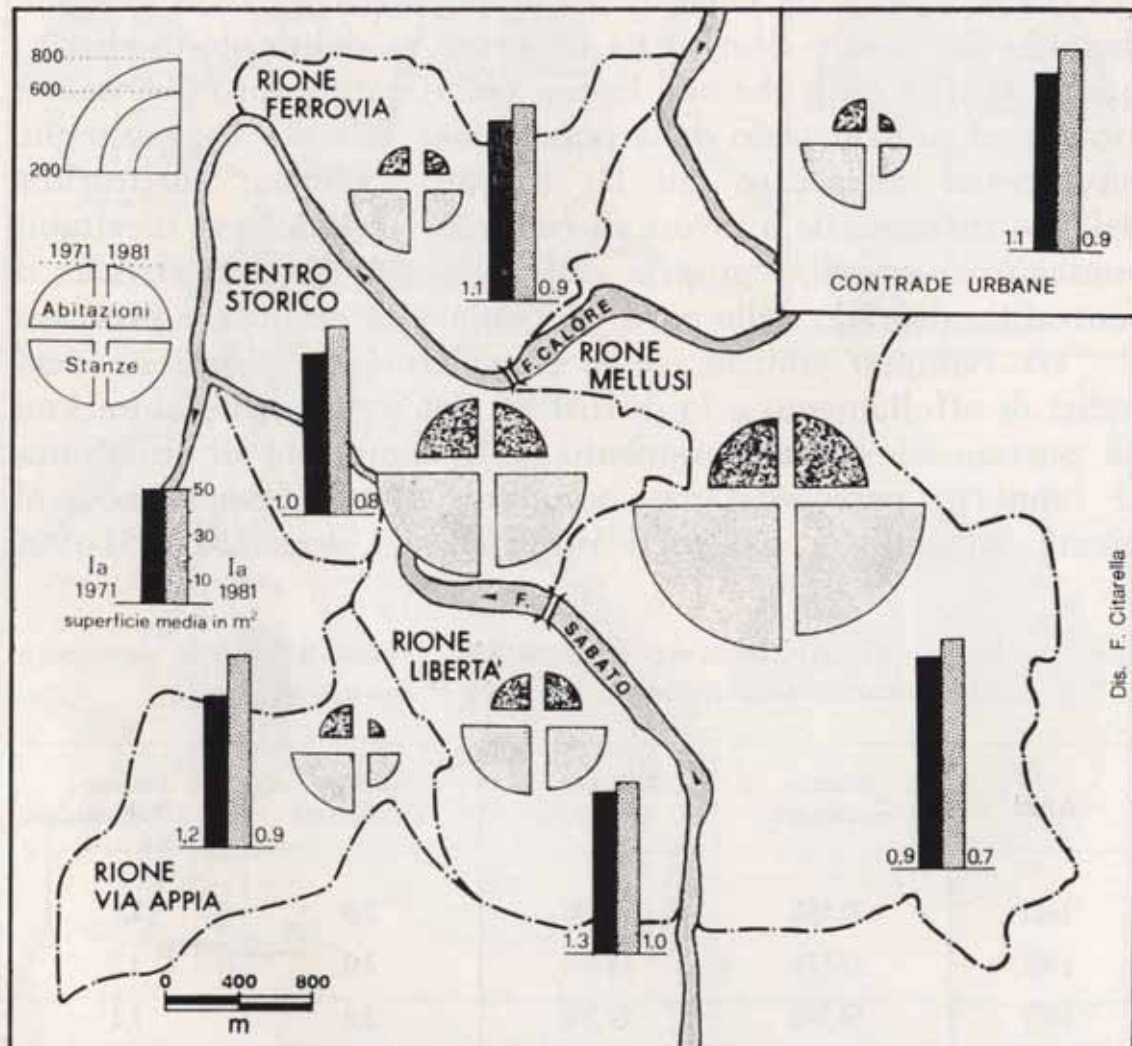 800
600
200
RIONE
FERROVIA
1.1
0.9
1.1
0.9
CONTRADE URBANE
1971
1981
Abitazioni
Stanze
CENTRO
STORICO
1.0
0.8
F. CALORE
RIONE
MELLUSI
50
30
10
Ia
1971
Ia
1981
superficie media in m²
F. SABATO
RIONE
LIBERTA'
1,2
0.9
RIONE
VIA APPIA
1.3
1.0
0.9
0.7
0 400 800
m
Dis. F. Citarella